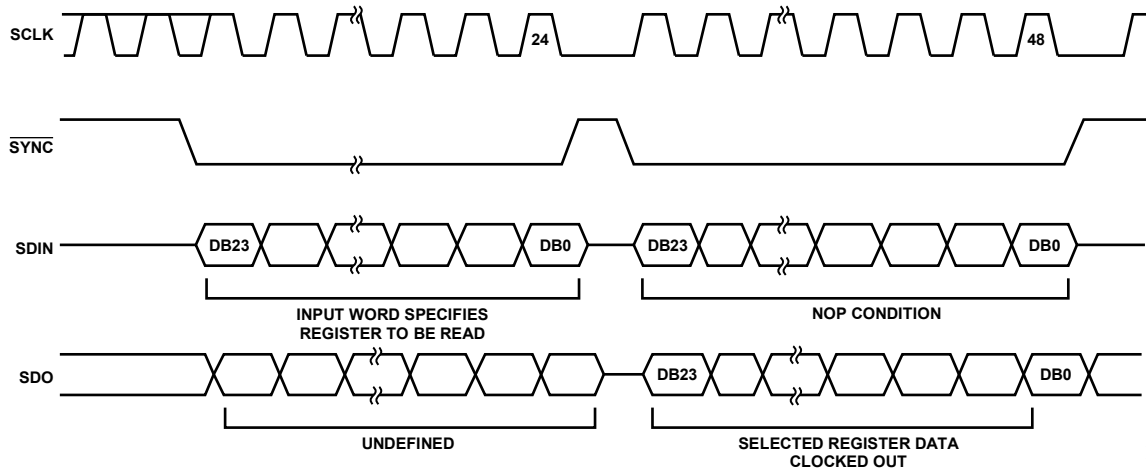 SCLK
24
48
SYNC
SDIN
DB23
DB0
DB23
DB0
INPUT WORD SPECIFIES
REGISTER TO BE READ
NOP CONDITION
SDO
DB23
DB0
UNDEFINED
SELECTED REGISTER DATA
CLOCKED OUT